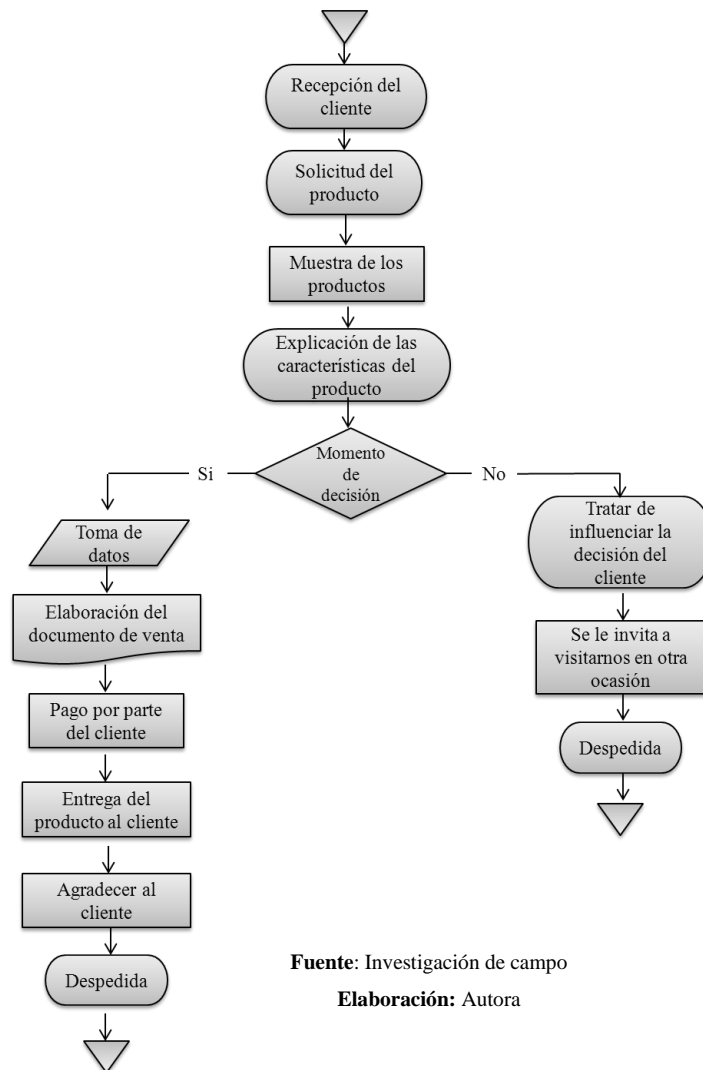 Recepción del
cliente
Solicitud del
producto
Muestra de los
productos
Explicación de las
características del
producto
Momento
de
decisión
Si
No
Toma de
datos
Elaboración del
documento de venta
Pago por parte
del cliente
Entrega del
producto al cliente
Agradecer al
cliente
Despedida
Tratar de
influenciar la
decisión del
cliente
Se le invita a
visitarnos en otra
ocasión
Despedida
Fuente: Investigación de campo
Elaboración: Autora